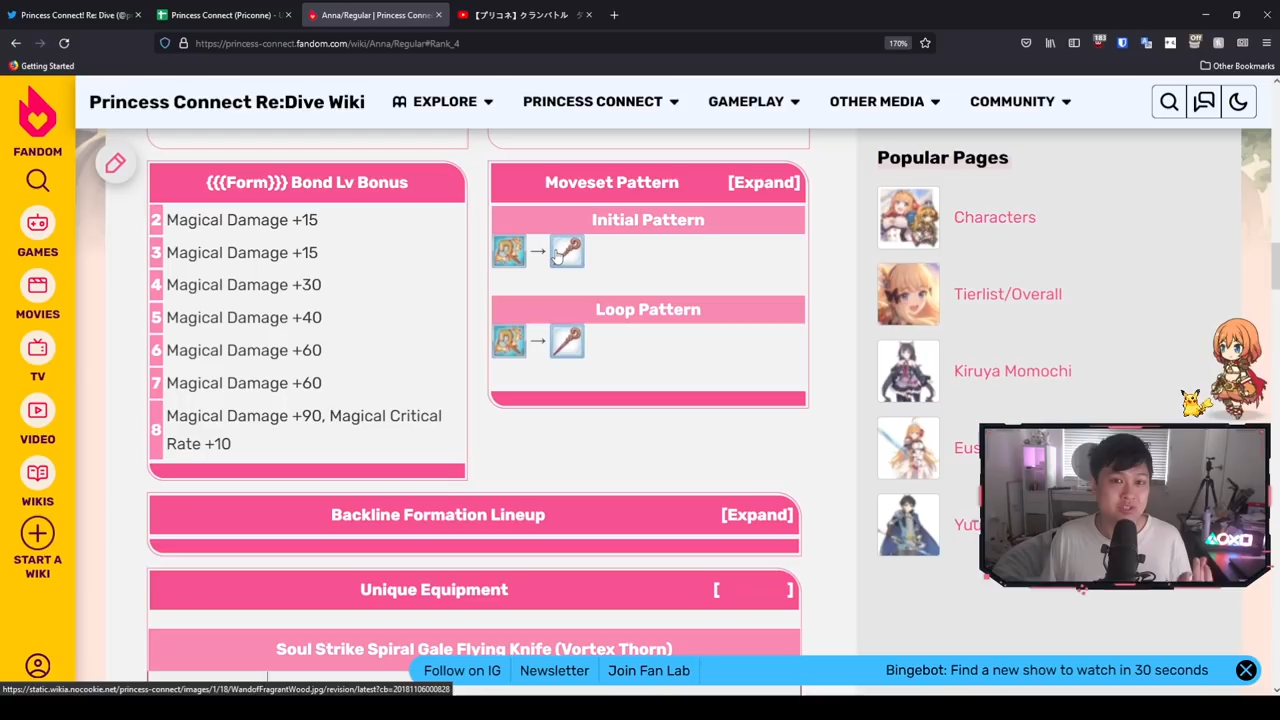 Princess Connect! Re: Dive (@p
Princess Connect (Priconne) - U
Anna/Regular | Princess Conne
【プリコネ】クランバトル
https://princess-connect.fandom.com/wiki/Anna/Regular#Rank_4
170%
183
Off
Getting Started
Other Bookmarks
Princess Connect Re:Dive Wiki
EXPLORE
PRINCESS CONNECT
GAMEPLAY
OTHER MEDIA
COMMUNITY
FANDOM
GAMES
MOVIES
TV
VIDEO
WIKIS
START A
WIKI
{{{Form}}} Bond Lv Bonus
2 Magical Damage +15
3 Magical Damage +15
4 Magical Damage +30
5 Magical Damage +40
6 Magical Damage +60
7 Magical Damage +60
8 Magical Damage +90, Magical Critical
Rate +10
Moveset Pattern [Expand]
Initial Pattern
→
Loop Pattern
→
Backline Formation Lineup [Expand]
Unique Equipment [ ]
Soul Strike Spiral Gale Flying Knife (Vortex Thorn)
Popular Pages
Characters
Tierlist/Overall
Kiruya Momochi
Eus
Yu
Follow on IG
Newsletter
Join Fan Lab
Bingebot: Find a new show to watch in 30 seconds
https://static.wikia.nocookie.net/princess-connect/images/1/18/WandofFragrantWood.jpg/revision/latest?cb=20181106000828